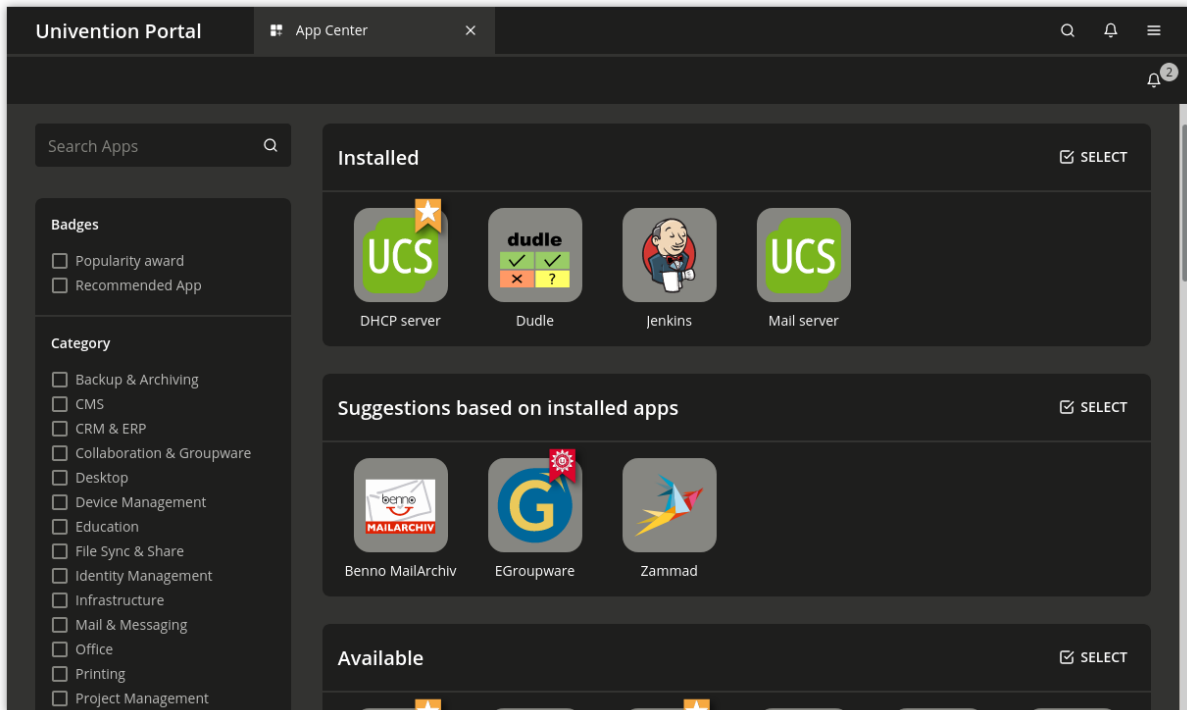 Univention Portal
App Center
2
Search Apps
Badges
Popularity award
Recommended App
Category
Backup & Archiving
CMS
CRM & ERP
Collaboration & Groupware
Desktop
Device Management
Education
File Sync & Share
Identity Management
Infrastructure
Mail & Messaging
Office
Printing
Project Management
Installed
SELECT
UCS
dudle
?
UCS
DHCP server
Dudle
Jenkins
Mail server
Suggestions based on installed apps
SELECT
benno
MAILARCHIV
G
Benno MailArchiv
EGroupware
Zammad
Available
SELECT